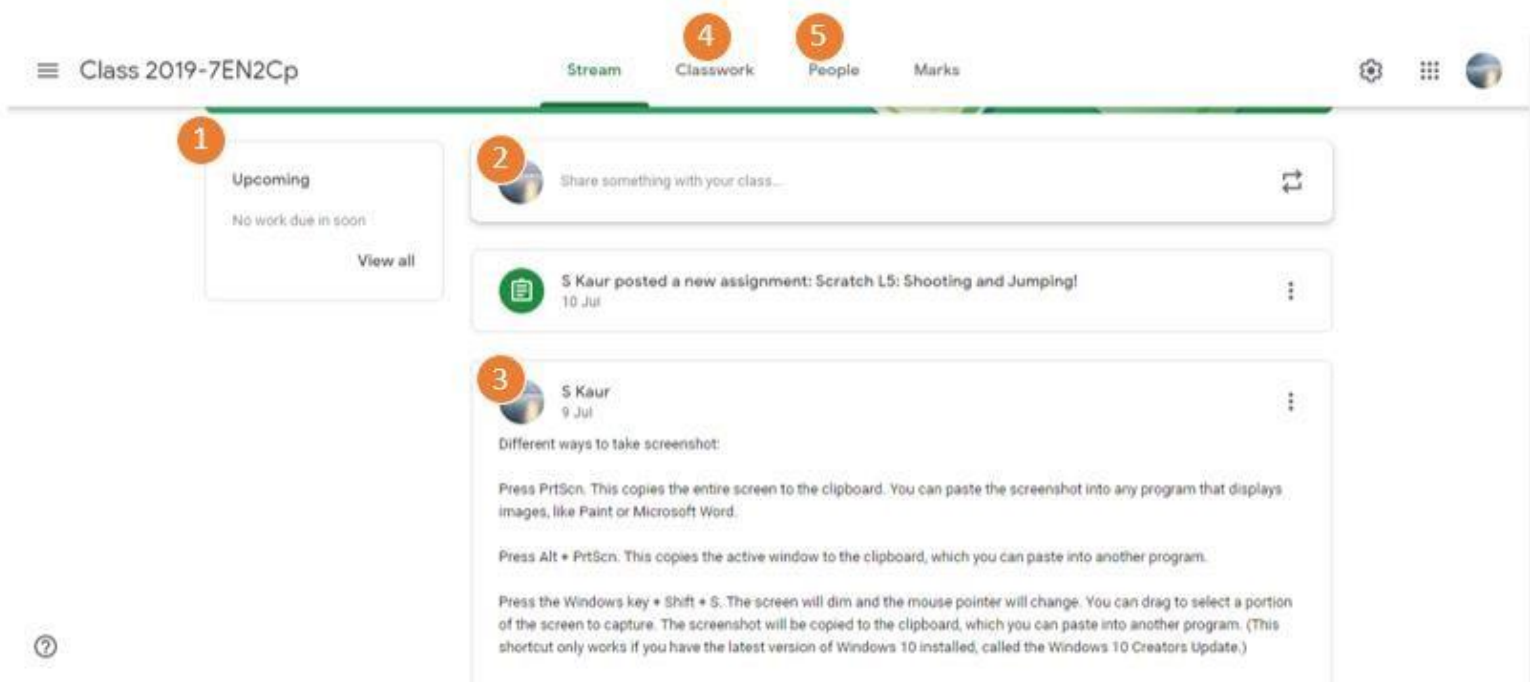 4 5
Class 2019-7EN2Cp Stream Classwork People Marks
1
Upcoming
No work due in soon
View all
2
Share something with your class...
S Kaur posted a new assignment: Scratch L5: Shooting and Jumping!
10 Jul
3
S Kaur
9 Jul
Different ways to take screenshot:
Press PrtScn. This copies the entire screen to the clipboard. You can paste the screenshot into any program that displays
images, like Paint or Microsoft Word.
Press Alt + PrtScn. This copies the active window to the clipboard, which you can paste into another program.
Press the Windows key + Shift + S. The screen will dim and the mouse pointer will change. You can drag to select a portion
of the screen to capture. The screenshot will be copied to the clipboard, which you can paste into another program. (This
shortcut only works if you have the latest version of Windows 10 installed, called the Windows 10 Creators Update.)